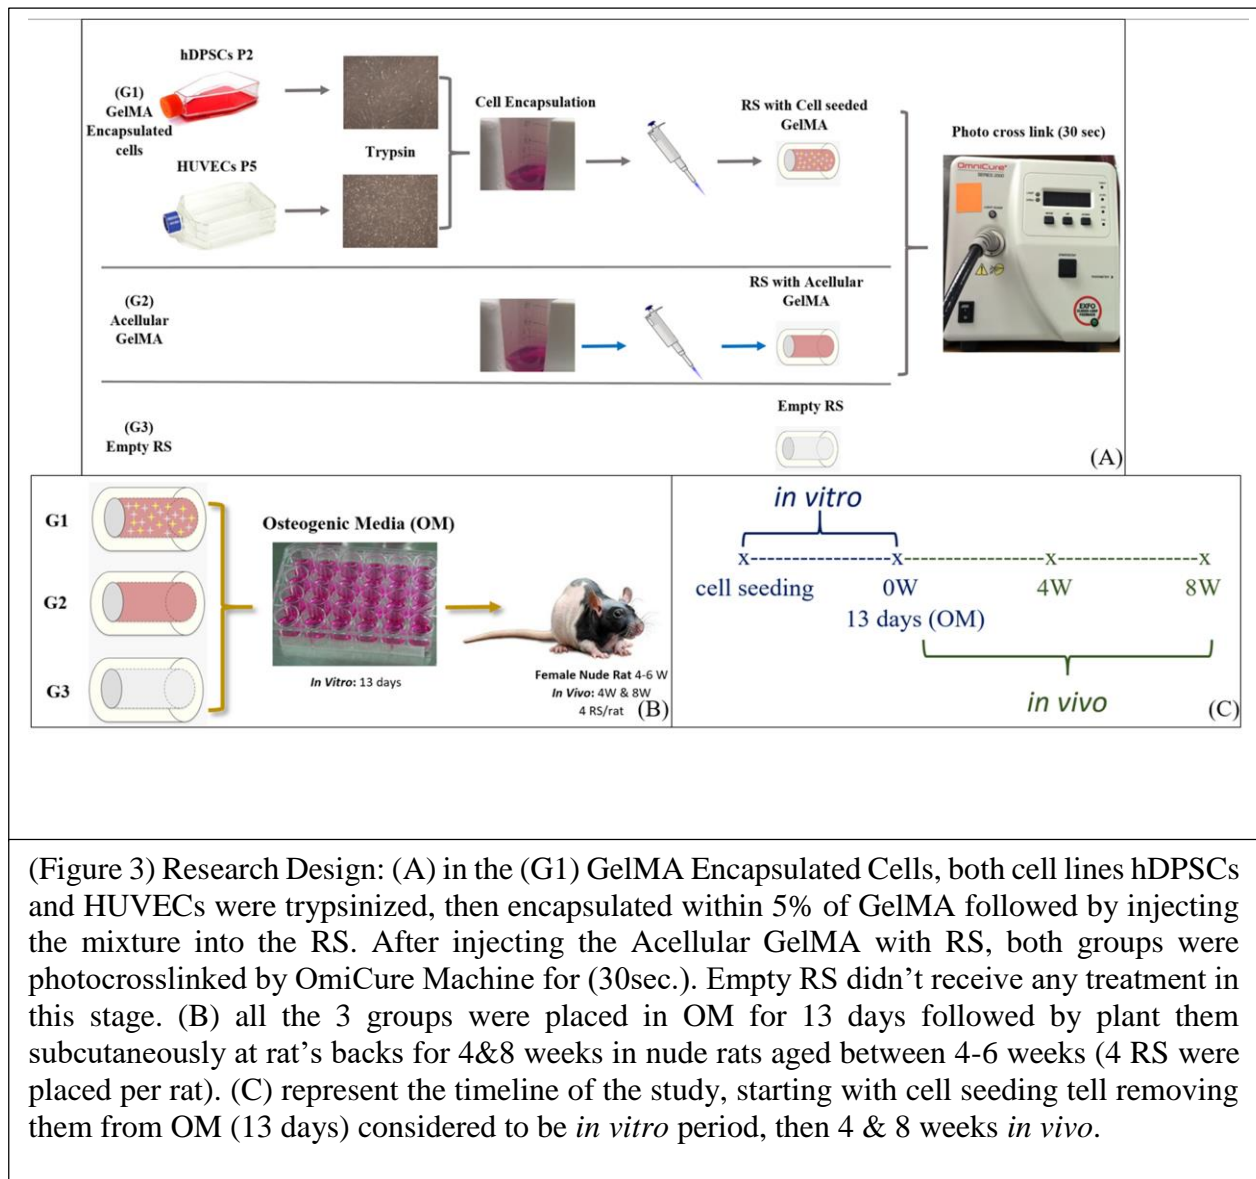 hDPSCs P2
(G1)
GelMA
Encapsulated
cells
HUVECs P5
Trypsin
Cell Encapsulation
RS with Cell seeded
GelMA
Photo cross link (30 sec)
OmniCure
SERIES 2000
EXFO
(G2)
Acellular
GelMA
RS with Acellular
GelMA
(G3)
Empty RS
Empty RS
(A)
G1
G2
G3
Osteogenic Media (OM)
In Vitro: 13 days
Female Nude Rat 4-6 W
In Vivo: 4W & 8W
4 RS/rat
(B)
in vitro
x---------------x---------------x---------------x
cell seeding 0W 4W 8W
13 days (OM)
in vivo
(C)
(Figure 3) Research Design: (A) in the (G1) GelMA Encapsulated Cells, both cell lines hDPSCs
and HUVECs were trypsinized, then encapsulated within 5% of GelMA followed by injecting
the mixture into the RS. After injecting the Acellular GelMA with RS, both groups were
photocrosslinked by OmiCure Machine for (30sec.). Empty RS didn’t receive any treatment in
this stage. (B) all the 3 groups were placed in OM for 13 days followed by plant them
subcutaneously at rat’s backs for 4&8 weeks in nude rats aged between 4-6 weeks (4 RS were
placed per rat). (C) represent the timeline of the study, starting with cell seeding tell removing
them from OM (13 days) considered to be in vitro period, then 4 & 8 weeks in vivo.